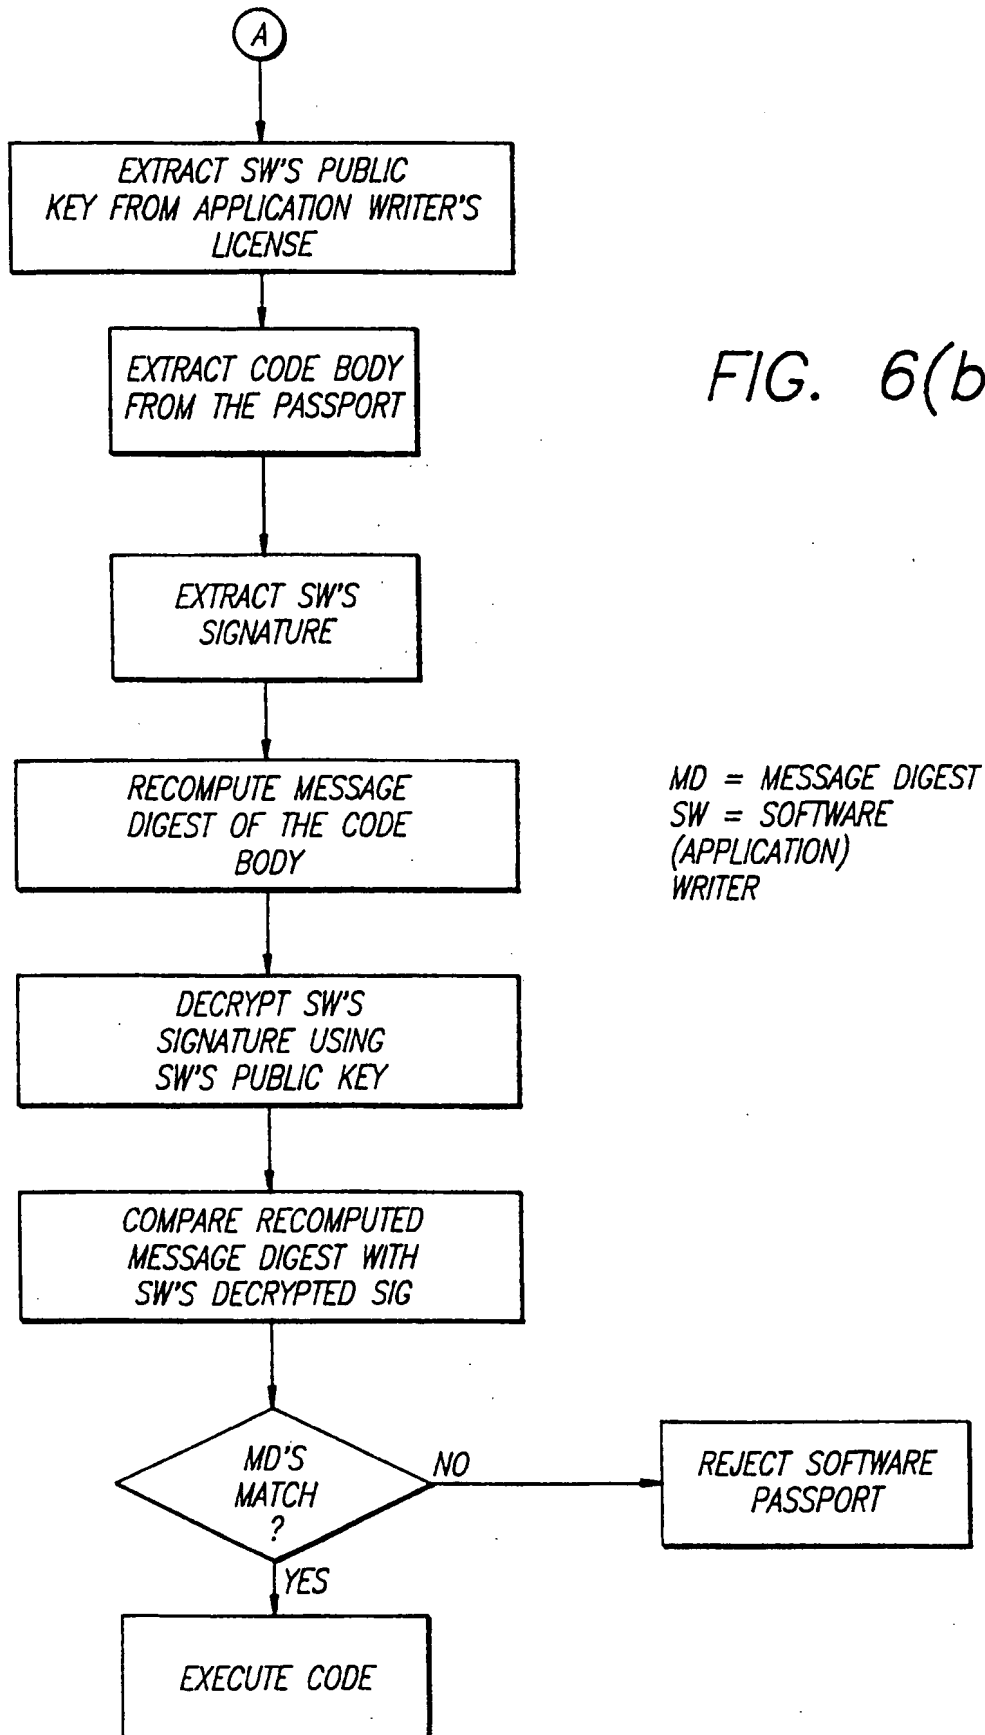 A
EXTRACT SW'S PUBLIC
KEY FROM APPLICATION WRITER'S
LICENSE
EXTRACT CODE BODY
FROM THE PASSPORT
FIG. 6(b
EXTRACT SW'S
SIGNATURE
RECOMPUTE MESSAGE
DIGEST OF THE CODE
BODY
MD = MESSAGE DIGEST
SW = SOFTWARE
(APPLICATION)
WRITER
DECRYPT SW'S
SIGNATURE USING
SW'S PUBLIC KEY
COMPARE RECOMPUTED
MESSAGE DIGEST WITH
SW'S DECRYPTED SIG
MD'S
MATCH
?
NO
REJECT SOFTWARE
PASSPORT
YES
EXECUTE CODE